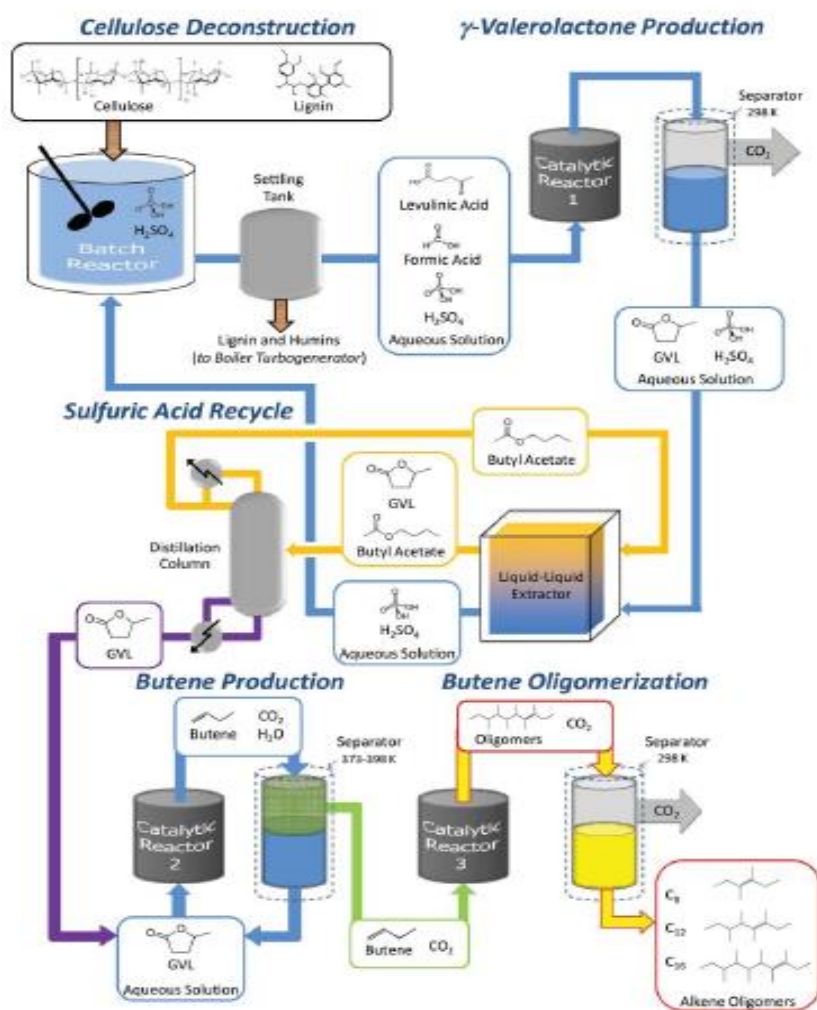 Cellulose Deconstruction
γ-Valerolactone Production
Cellulose
Lignin
H₂SO₄
Batch
Reactor
Settling
Tank
Lignin and Humins
(to Boiler Turbogenerator)
Levulinic Acid
Formic Acid
H₂SO₄
Aqueous Solution
Catalytic
Reactor
1
Separator
298 K
CO₂
GVL
H₂SO₄
Aqueous Solution
Sulfuric Acid Recycle
Butyl Acetate
GVL
Butyl Acetate
Distillation
Column
Liquid-Liquid
Extractor
H₂SO₄
Aqueous Solution
GVL
Butene Production
Butene
CO₂
H₂O
Separator
373-398 K
Catalytic
Reactor
2
GVL
Aqueous Solution
Butene
CO₂
Butene Oligomerization
Oligomers
CO₂
Catalytic
Reactor
3
Separator
298 K
CO₂
C₈
C₁₂
C₁₆
Alkene Oligomers